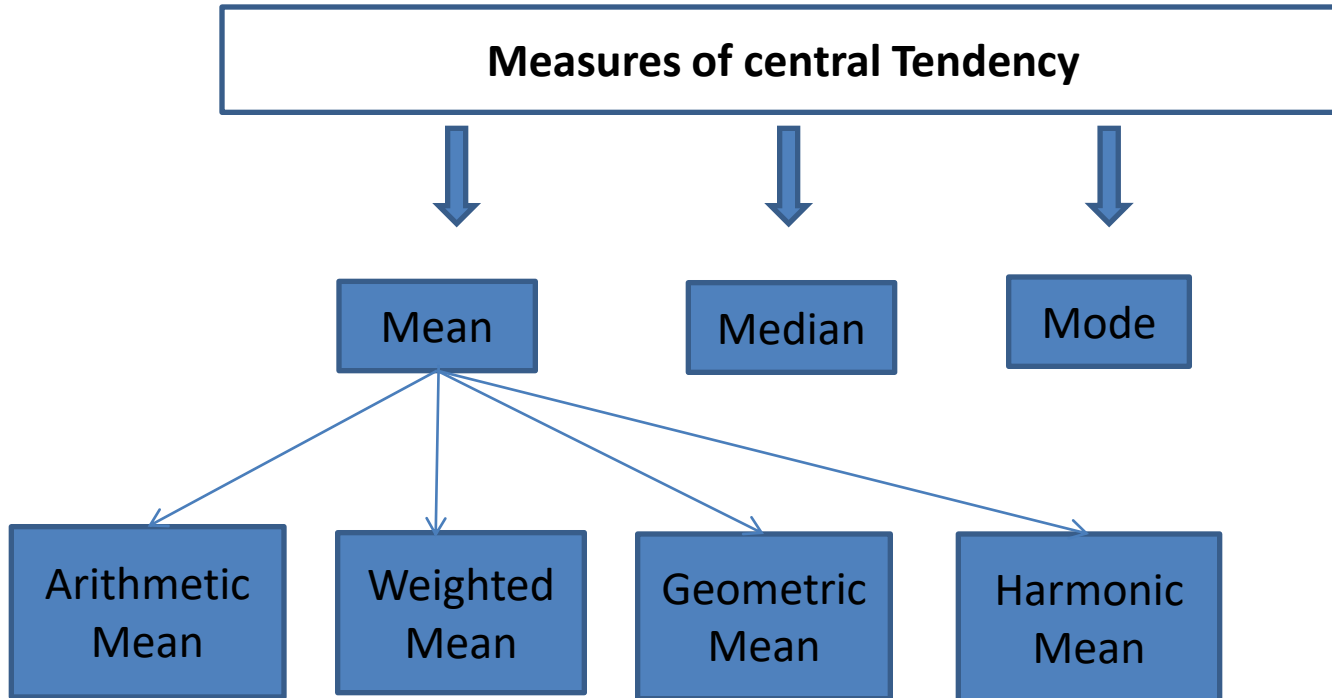 Measures of central Tendency
Mean
Median
Mode
Arithmetic
Mean
Weighted
Mean
Geometric
Mean
Harmonic
Mean